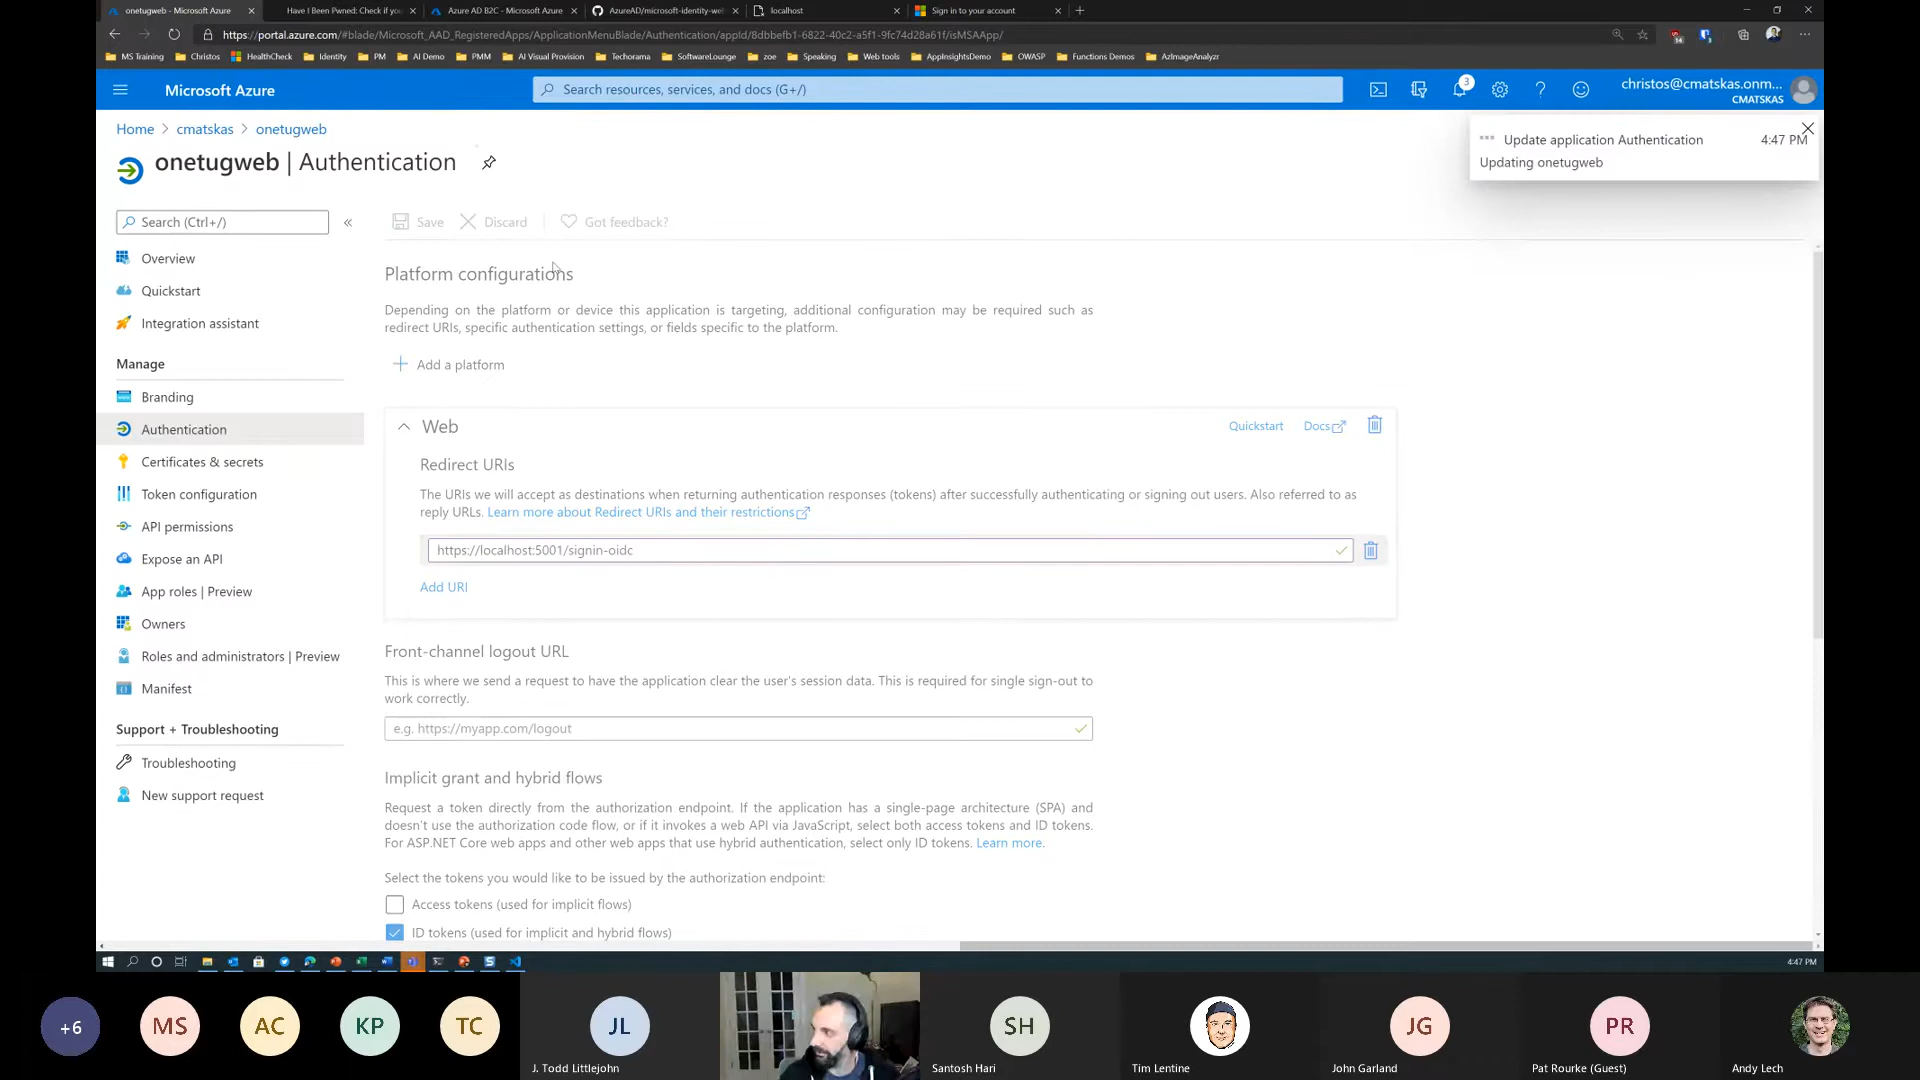 onetugweb - Microsoft Azure
Have I Been Pwned: Check if you
Azure AD B2C - Microsoft Azure
AzureAD/microsoft-identity-we
localhost
Sign in to your account
https://portal.azure.com/#blade/Microsoft_AAD_RegisteredApps/ApplicationMenuBlade/Authentication/appId/8dbbefb1-6822-40c2-a5f1-9fc74d28a61f/isMSAApp/
MS Training
Christos
HealthCheck
Identity
PM
AI Demo
PMM
AI Visual Provision
Techorama
SoftwareLounge
zoe
Speaking
Web tools
AppInsightsDemo
OWASP
Functions Demos
AzImageAnalyzr
Microsoft Azure
Search resources, services, and docs (G+/)
3
christos@cmatskas.onm...
CMATSKAS
Home > cmatskas > onetugweb
onetugweb | Authentication
Update application Authentication
4:47 PM
Updating onetugweb
Search (Ctrl+/)
«
Save
Discard
Got feedback?
Overview
Quickstart
Integration assistant
Manage
Branding
Authentication
Certificates & secrets
Token configuration
API permissions
Expose an API
App roles | Preview
Owners
Roles and administrators | Preview
Manifest
Support + Troubleshooting
Troubleshooting
New support request
Platform configurations
Depending on the platform or device this application is targeting, additional configuration may be required such as
redirect URIs, specific authentication settings, or fields specific to the platform.
Add a platform
Web
Quickstart
Docs
Redirect URIs
The URIs we will accept as destinations when returning authentication responses (tokens) after successfully authenticating or signing out users. Also referred to as
reply URLs. Learn more about Redirect URIs and their restrictions
https://localhost:5001/signin-oidc
Add URI
Front-channel logout URL
This is where we send a request to have the application clear the user's session data. This is required for single sign-out to
work correctly.
e.g. https://myapp.com/logout
Implicit grant and hybrid flows
Request a token directly from the authorization endpoint. If the application has a single-page architecture (SPA) and
doesn't use the authorization code flow, or if it invokes a web API via JavaScript, select both access tokens and ID tokens.
For ASP.NET Core web apps and other web apps that use hybrid authentication, select only ID tokens. Learn more.
Select the tokens you would like to be issued by the authorization endpoint:
Access tokens (used for implicit flows)
ID tokens (used for implicit and hybrid flows)
4:47 PM
+6
MS
AC
KP
TC
JL
J. Todd Littlejohn
SH
Santosh Hari
Tim Lentine
JG
John Garland
PR
Pat Rourke (Guest)
Andy Lech